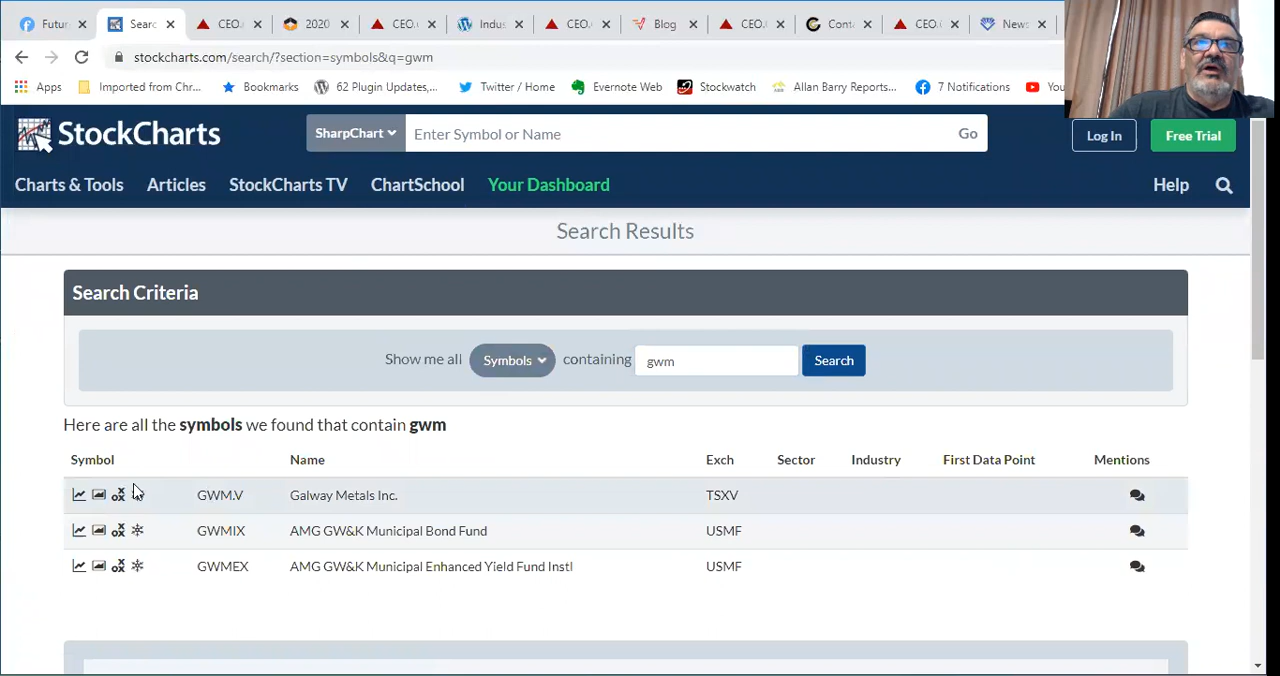 Futur
Searc
CEO.
2020
CEO.(
Indus
CEO.
Blog
CEO.
Cont
CEO.(
News
stockcharts.com/search/?section=symbols&q=gwm
Apps
Imported from Chr...
Bookmarks
62 Plugin Updates,...
Twitter / Home
Evernote Web
Stockwatch
Allan Barry Reports...
7 Notifications
You
StockCharts
SharpChart
Enter Symbol or Name
Go
Log In
Free Trial
Charts & Tools
Articles
StockCharts TV
ChartSchool
Your Dashboard
Help
Search Results
Search Criteria
Show me all Symbols containing gwm Search
Here are all the symbols we found that contain gwm
Symbol Name Exch Sector Industry First Data Point Mentions
GWM.V Galway Metals Inc. TSXV
GWMIX AMG GW&K Municipal Bond Fund USMF
GWMEX AMG GW&K Municipal Enhanced Yield Fund Instl USMF